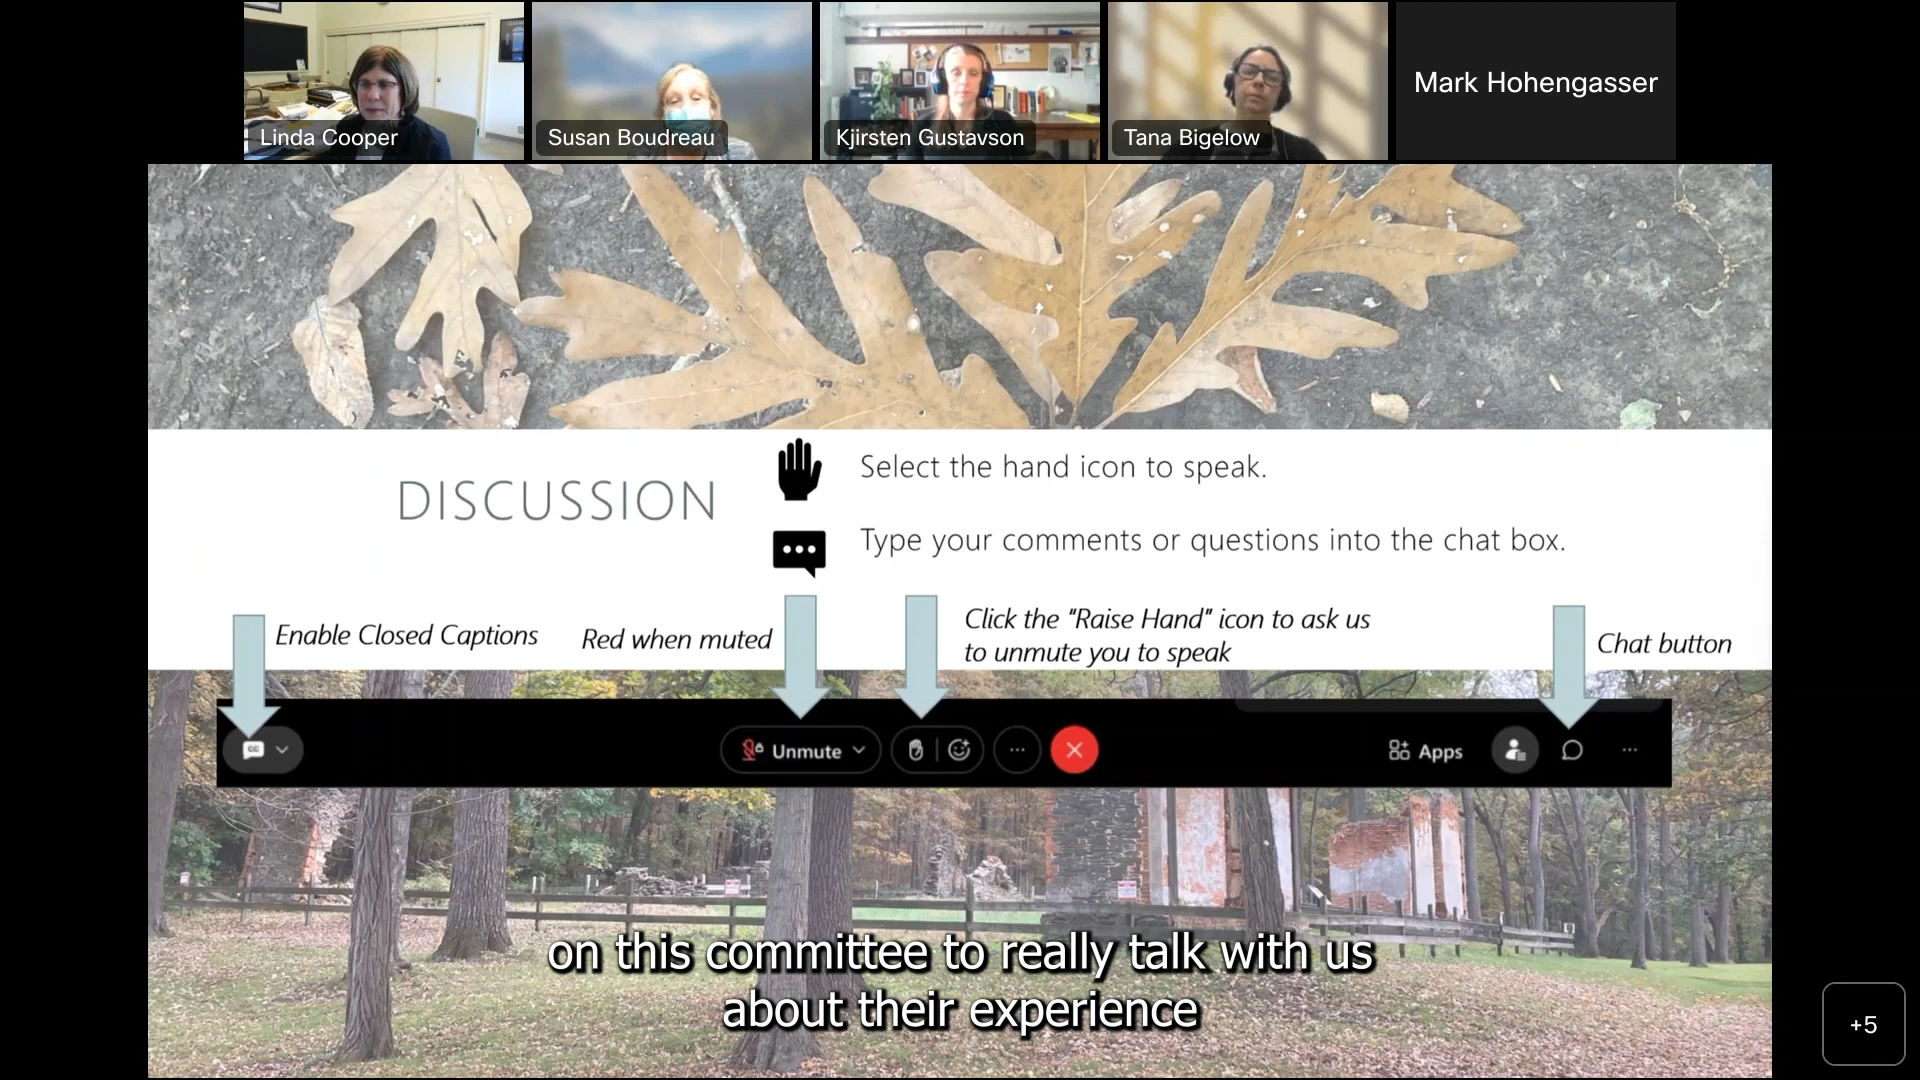 Linda Cooper
Susan Boudreau
Kjirsten Gustavson
Tana Bigelow
Mark Hohengasser
DISCUSSION
Select the hand icon to speak.
Type your comments or questions into the chat box.
Enable Closed Captions
Red when muted
Click the "Raise Hand" icon to ask us
to unmute you to speak
Chat button
CC
Unmute
Apps
on this committee to really talk with us
about their experience
+5